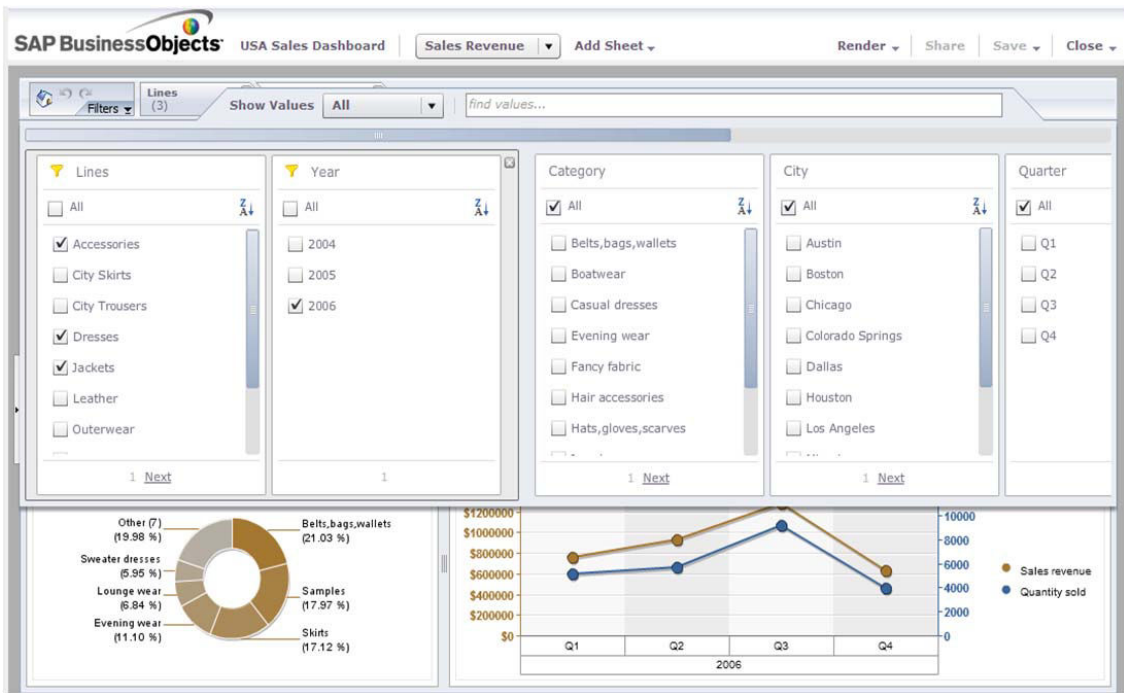 SAP BusinessObjects USA Sales Dashboard Sales Revenue Add Sheet Render Share Save Close
Filters
Lines
(3)
Show Values All find values...
Lines
All
Accessories
City Skirts
City Trousers
Dresses
Jackets
Leather
Outerwear
1 Next
Year
All
2004
2005
2006
1
Category
All
Belts,bags,wallets
Boatwear
Casual dresses
Evening wear
Fancy fabric
Hair accessories
Hats,gloves,scarves
1 Next
City
All
Austin
Boston
Chicago
Colorado Springs
Dallas
Houston
Los Angeles
1 Next
Quarter
All
Q1
Q2
Q3
Q4
Other (7)
(19.98 %)
Sweater dresses
(5.95 %)
Lounge wear
(6.84 %)
Evening wear
(11.10 %)
Belts,bags,wallets
(21.03 %)
Samples
(17.97 %)
Skirts
(17.12 %)
$1200000
$1000000
$800000
$600000
$400000
$200000
$0
10000
8000
6000
4000
2000
0
Q1 Q2 Q3 Q4
2006
Sales revenue
Quantity sold